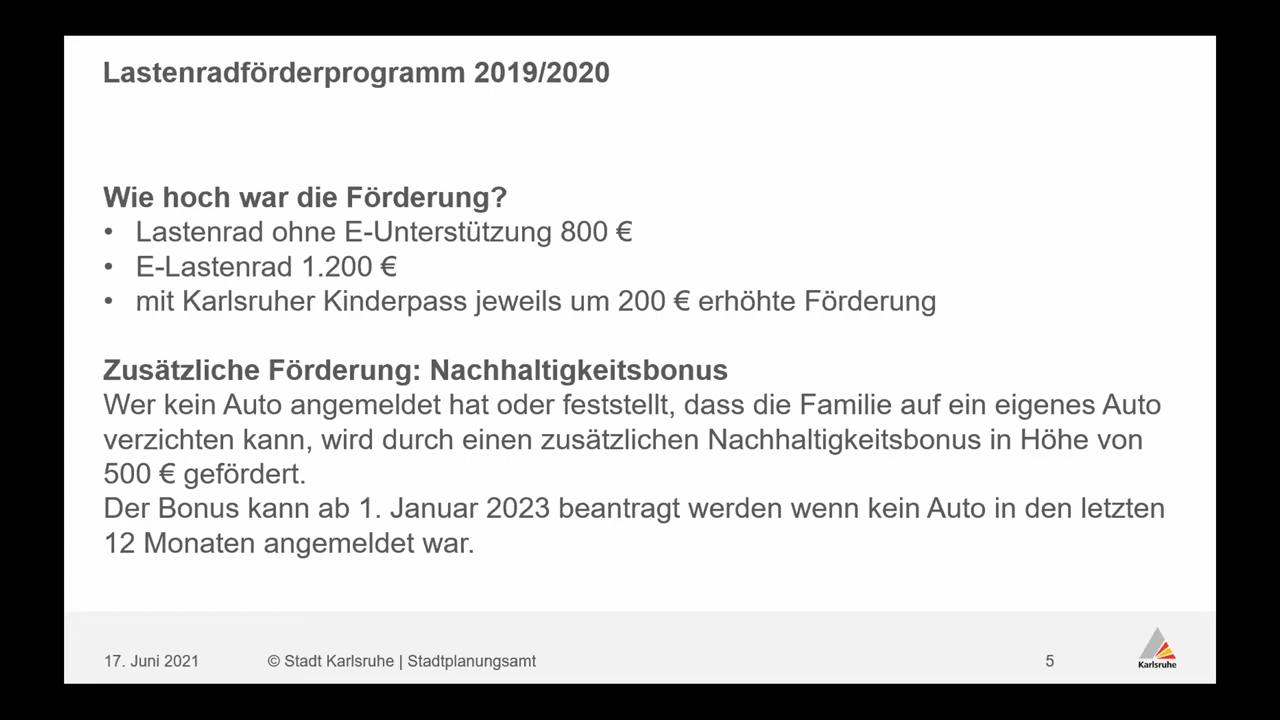 Lastenradförderprogramm 2019/2020
Wie hoch war die Förderung?
• Lastenrad ohne E-Unterstützung 800 €
• E-Lastenrad 1.200 €
• mit Karlsruher Kinderpass jeweils um 200 € erhöhte Förderung
Zusätzliche Förderung: Nachhaltigkeitsbonus
Wer kein Auto angemeldet hat oder feststellt, dass die Familie auf ein eigenes Auto
verzichten kann, wird durch einen zusätzlichen Nachhaltigkeitsbonus in Höhe von
500 € gefördert.
Der Bonus kann ab 1. Januar 2023 beantragt werden wenn kein Auto in den letzten
12 Monaten angemeldet war.
17. Juni 2021 © Stadt Karlsruhe | Stadtplanungsamt 5
Karlsruhe